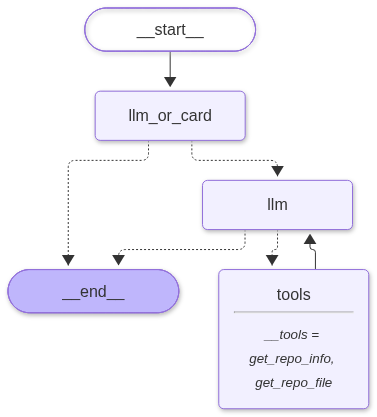 __start__
llm_or_card
llm
__end__
tools
__tools =
get_repo_info,
get_repo_file